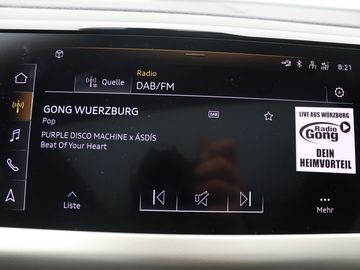 8:21
Quelle
Radio
DAB/FM
GONG WUERZBURG
DAB
Pop
PURPLE DISCO MACHINE x ÁSDÍS
Beat Of Your Heart
LIVE AUS WÜRZBURG
Radio
Gong
DEIN
HEIMVORTEIL
Liste
Mehr